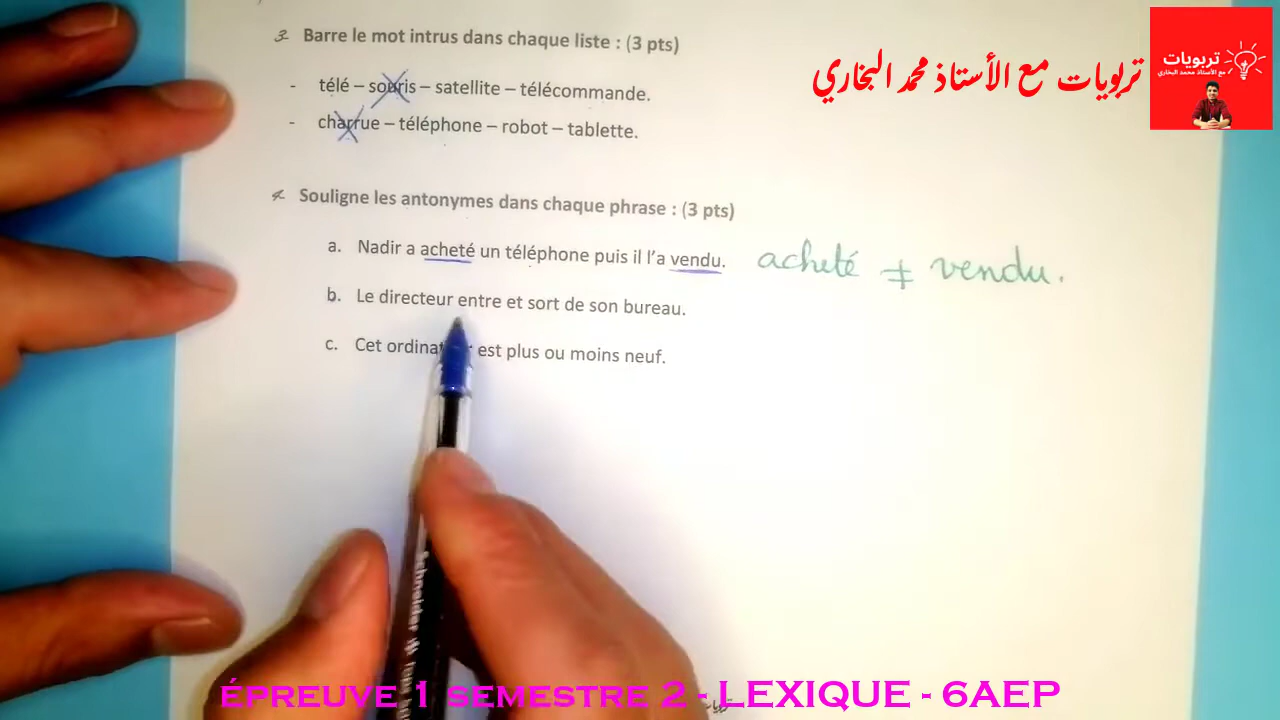 3 Barre le mot intrus dans chaque liste : (3 pts)
- télé – souris – satellite – télécommande.
- charrue – téléphone – robot – tablette.
4 Souligne les antonymes dans chaque phrase : (3 pts)
a. Nadir a acheté un téléphone puis il l'a vendu. acheté ≠ vendu.
b. Le directeur entre et sort de son bureau.
c. Cet est plus ou moins neuf.
تربويات مع الأستاذ محمد البخاري
تربويات
مع الأستاذ محمد البخاري
Schneider
épreuve 1 semestre 2 - LEXIQUE - 6AEP